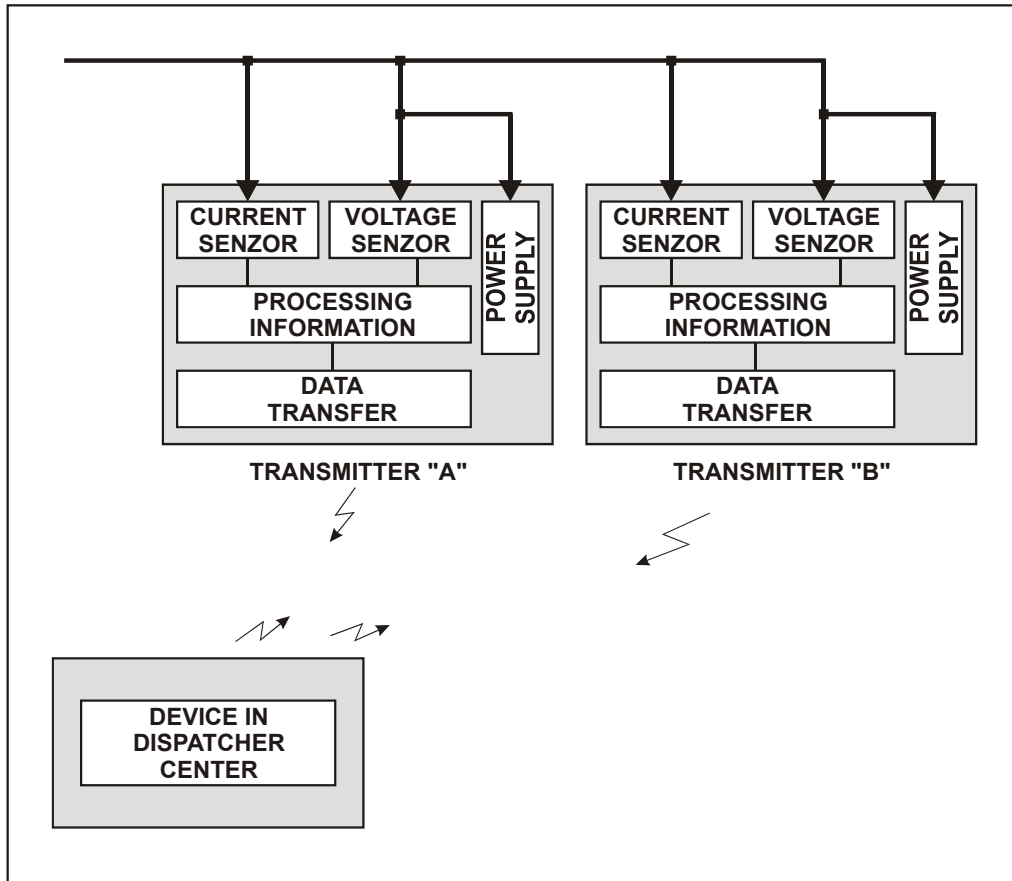 CURRENT
SENZOR
VOLTAGE
SENZOR
POWER
SUPPLY
PROCESSING
INFORMATION
DATA
TRANSFER
TRANSMITTER "A"
CURRENT
SENZOR
VOLTAGE
SENZOR
POWER
SUPPLY
PROCESSING
INFORMATION
DATA
TRANSFER
TRANSMITTER "B"
DEVICE IN
DISPATCHER
CENTER